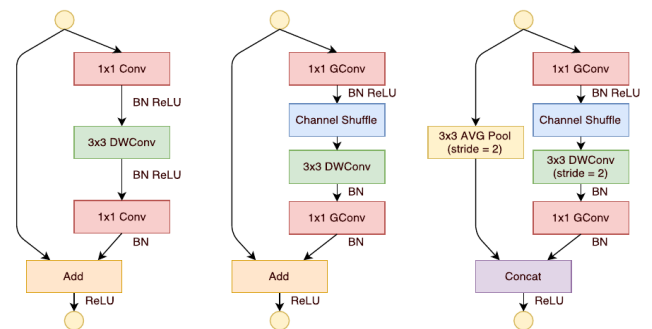 1x1 Conv
BN ReLU
3x3 DWConv
BN ReLU
1x1 Conv
BN
Add
ReLU
1x1 GConv
BN ReLU
Channel Shuffle
3x3 DWConv
BN
1x1 GConv
BN
Add
ReLU
3x3 AVG Pool
(stride = 2)
1x1 GConv
BN ReLU
Channel Shuffle
3x3 DWConv
(stride = 2)
BN
1x1 GConv
BN
Concat
ReLU